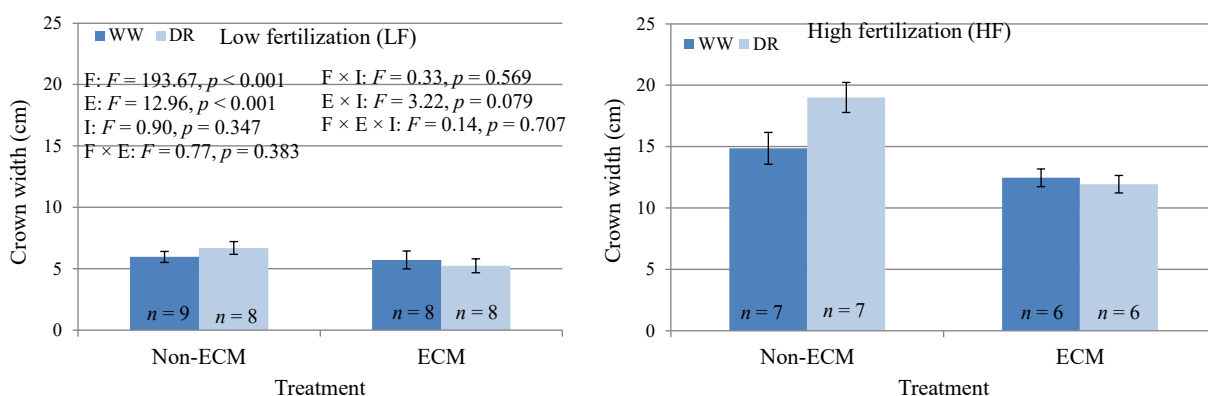 25
20
15
10
5
0
Crown width (cm)
WW DR
Low fertilization (LF)
F: F = 193.67, p < 0.001
E: F = 12.96, p < 0.001
I: F = 0.90, p = 0.347
F × E: F = 0.77, p = 0.383
F × I: F = 0.33, p = 0.569
E × I: F = 3.22, p = 0.079
F × E × I: F = 0.14, p = 0.707
n = 9 n = 8 n = 8 n = 8
Non-ECM ECM
Treatment
25
20
15
10
5
0
Crown width (cm)
High fertilization (HF)
WW DR
n = 7 n = 7 n = 6 n = 6
Non-ECM ECM
Treatment